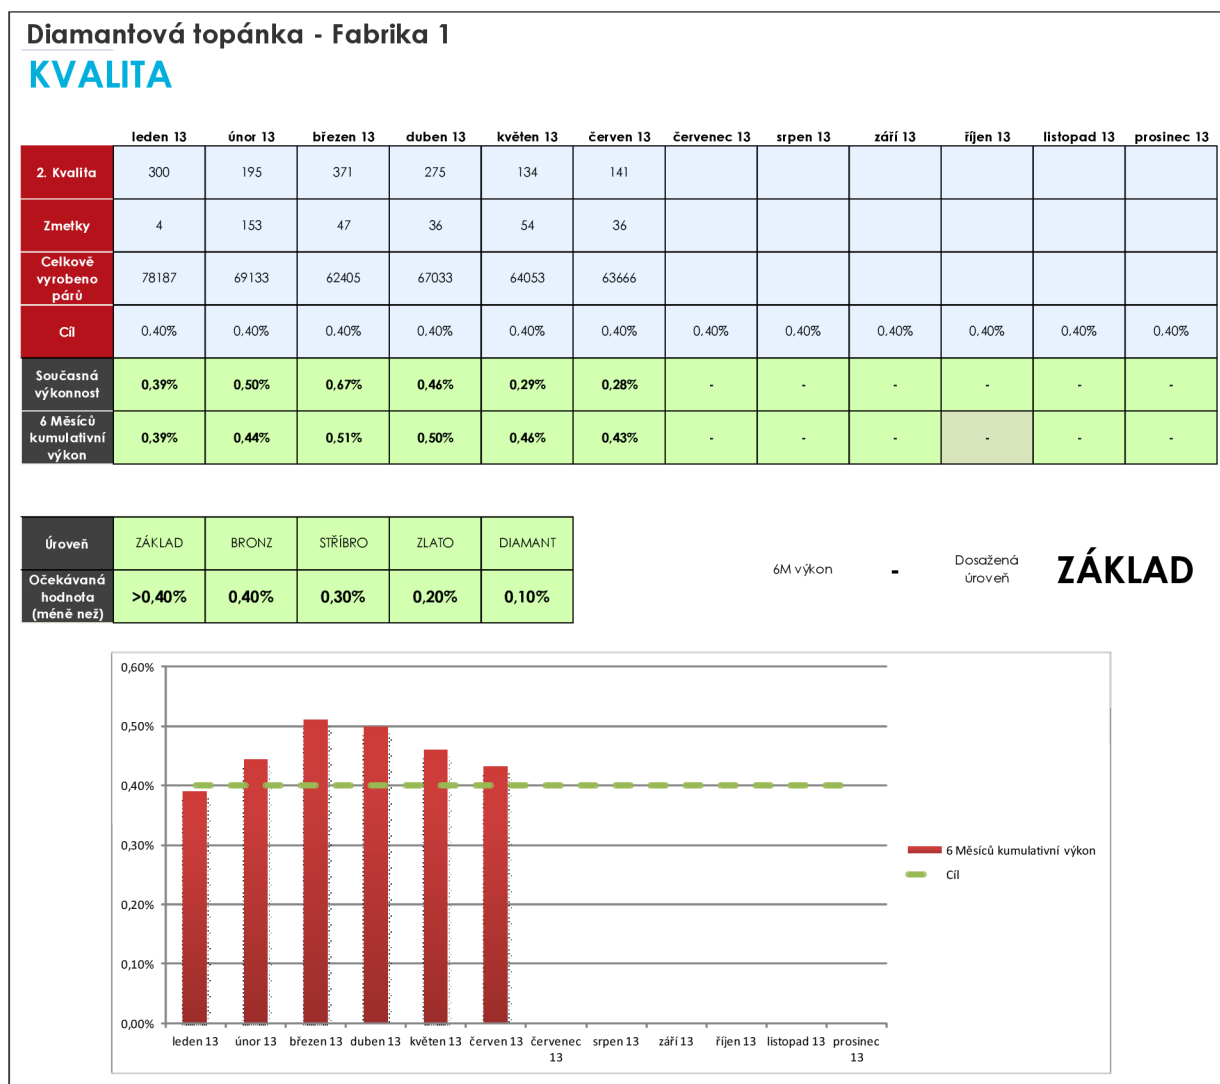 Diamantová topánka - Fabrika 1
KVALITA
leden 13 únor 13 březen 13 duben 13 květen 13 červen 13 červenec 13 srpen 13 září 13 říjen 13 listopad 13 prosinec 13
2. Kvalita 300 195 371 275 134 141
Zmetky 4 153 47 36 54 36
Celkově
vyrobeno
párů
78187 69133 62405 67033 64053 63666
Cíl 0,40% 0,40% 0,40% 0,40% 0,40% 0,40% 0,40% 0,40% 0,40% 0,40% 0,40% 0,40%
Současná
výkonnost
0,39% 0,50% 0,67% 0,46% 0,29% 0,28% - - - - - -
6 Měsíců
kumulativní
výkon
0,39% 0,44% 0,51% 0,50% 0,46% 0,43% - - - - - -
Úroveň ZÁKLAD BRONZ STŘÍBRO ZLATO DIAMANT
Očekávaná
hodnota
(méně než)
>0,40% 0,40% 0,30% 0,20% 0,10%
6M výkon -
Dosažená
úroveň
ZÁKLAD
0,60%
0,50%
0,40%
0,30%
0,20%
0,10%
0,00%
leden 13 únor 13 březen 13 duben 13 květen 13 červen 13 červenec srpen 13 září 13 říjen 13 listopad 13 prosinec
13 13
6 Měsíců kumulativní výkon
Cíl